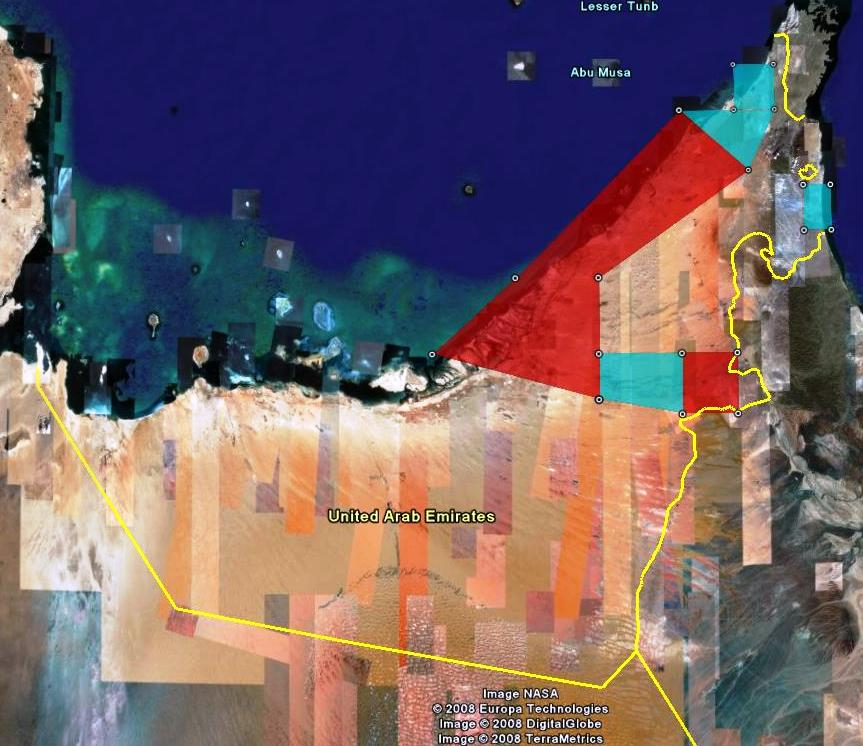 Lesser Tunb
Abu Musa
United Arab Emirates
Image NASA
© 2008 Europa Technologies
Image © 2008 DigitalGlobe
Image © 2008 TerraMetrics